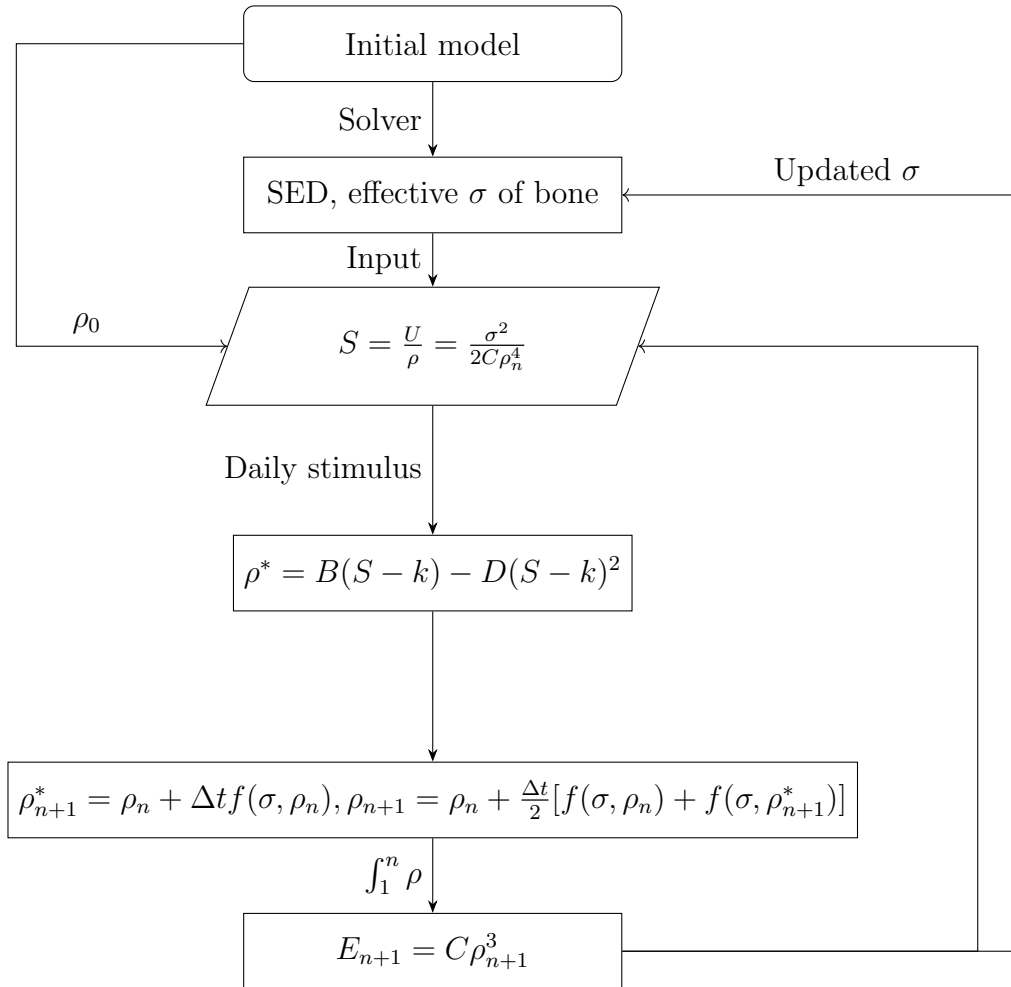 Initial model
Solver
Updated σ
SED, effective σ of bone
Input
ρ₀
S = U/ρ = σ²/2Cρₙ⁴
Daily stimulus
ρ* = B(S − k) − D(S − k)²
ρ*ₙ₊₁ = ρₙ + Δtf(σ, ρₙ), ρₙ₊₁ = ρₙ + Δt/2[f(σ, ρₙ) + f(σ, ρ*ₙ₊₁)]
∫₁ⁿ ρ
Eₙ₊₁ = Cρ³ₙ₊₁